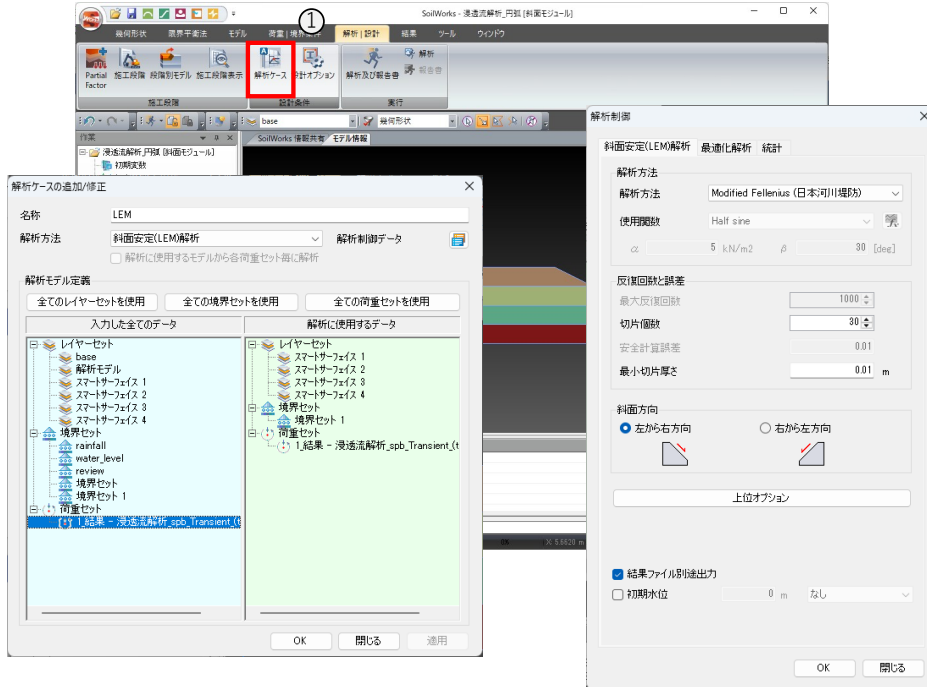 SoilWorks - 浸透流解析_円弧 [斜面モジュール]
①
幾何形状 限界平衡法 モデル 荷重|境界条件 解析|設計 結果 ツール ウィンドウ
Partial Factor 施工段階 段階別モデル 施工段階表示 解析ケース 設計オプション 解析及び報告書 解析 報告書
施工段階 設計条件 実行
base 幾何形状
作業 SoilWorks 情報共有 モデル情報
浸透流解析_円弧 [斜面モジュール]
初期変数
X: 5.6620 m
解析ケースの追加/修正
名称 LEM
解析方法 斜面安定(LEM)解析 解析制御データ
解析に使用するモデルから各荷重セット毎に解析
解析モデル定義
全てのレイヤーセットを使用 全ての境界セットを使用 全ての荷重セットを使用
入力した全てのデータ
レイヤーセット
base
解析モデル
スマートサーフェイス 1
スマートサーフェイス 2
スマートサーフェイス 3
スマートサーフェイス 4
境界セット
rainfall
water_level
review
境界セット
境界セット 1
荷重セット
1_結果 - 浸透流解析_spb_Transient_(t
解析に使用するデータ
レイヤーセット
スマートサーフェイス 1
スマートサーフェイス 2
スマートサーフェイス 3
スマートサーフェイス 4
境界セット
境界セット 1
荷重セット
1_結果 - 浸透流解析_spb_Transient_(t
OK 閉じる 適用
解析制御
斜面安定(LEM)解析 最適化解析 統計
解析方法
解析方法 Modified Fellenius (日本河川堤防)
使用関数 Half sine
α 5 kN/m2 β 30 [deg]
反復回数と誤差
最大反復回数 1000
切片個数 30
安全計算誤差 0.01
最小切片厚さ 0.01 m
斜面方向
左から右方向 右から左方向
上位オプション
結果ファイル別途出力
初期水位 0 m なし
OK 閉じる